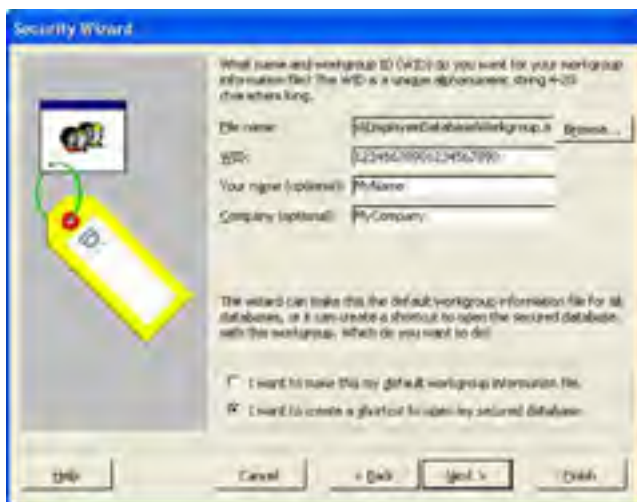 Security Wizard
What name and workgroup ID (WID) do you want for your workgroup
information file? The WID is a unique alphanumeric string 4-20
characters long.
File name:
Browse...
WID:
12345678901234567890
Your name (optional):
MyName
Company (optional):
MyCompany
ID:
The wizard can make this the default workgroup information file for all
databases, or it can create a shortcut to open the secured database
with this workgroup. Which do you want to do?
I want to make this my default workgroup information file.
I want to create a shortcut to open my secured database.
Help
Cancel
< Back
Next >
Finish